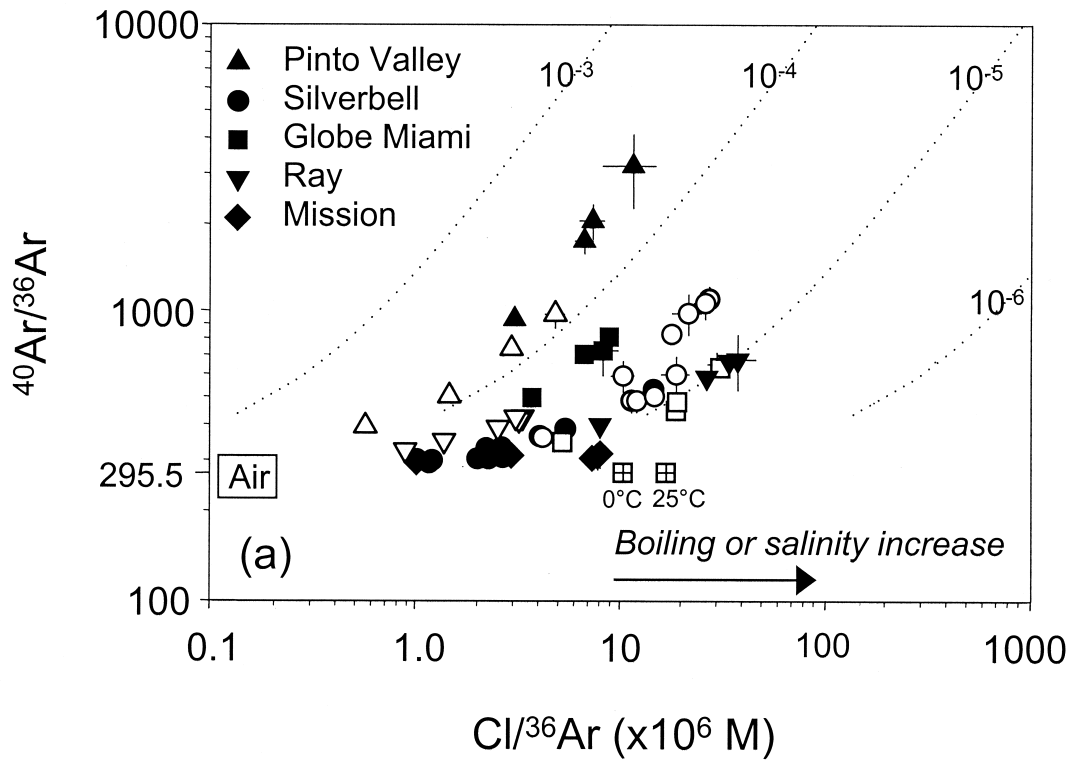 10000
10-3
10-4
10-5
Pinto Valley
Silverbell
Globe Miami
Ray
Mission
40Ar/36Ar
1000
10-6
295.5
Air
0°C
25°C
(a)
Boiling or salinity increase
100
0.1
1.0
10
100
1000
Cl/36Ar (x106 M)